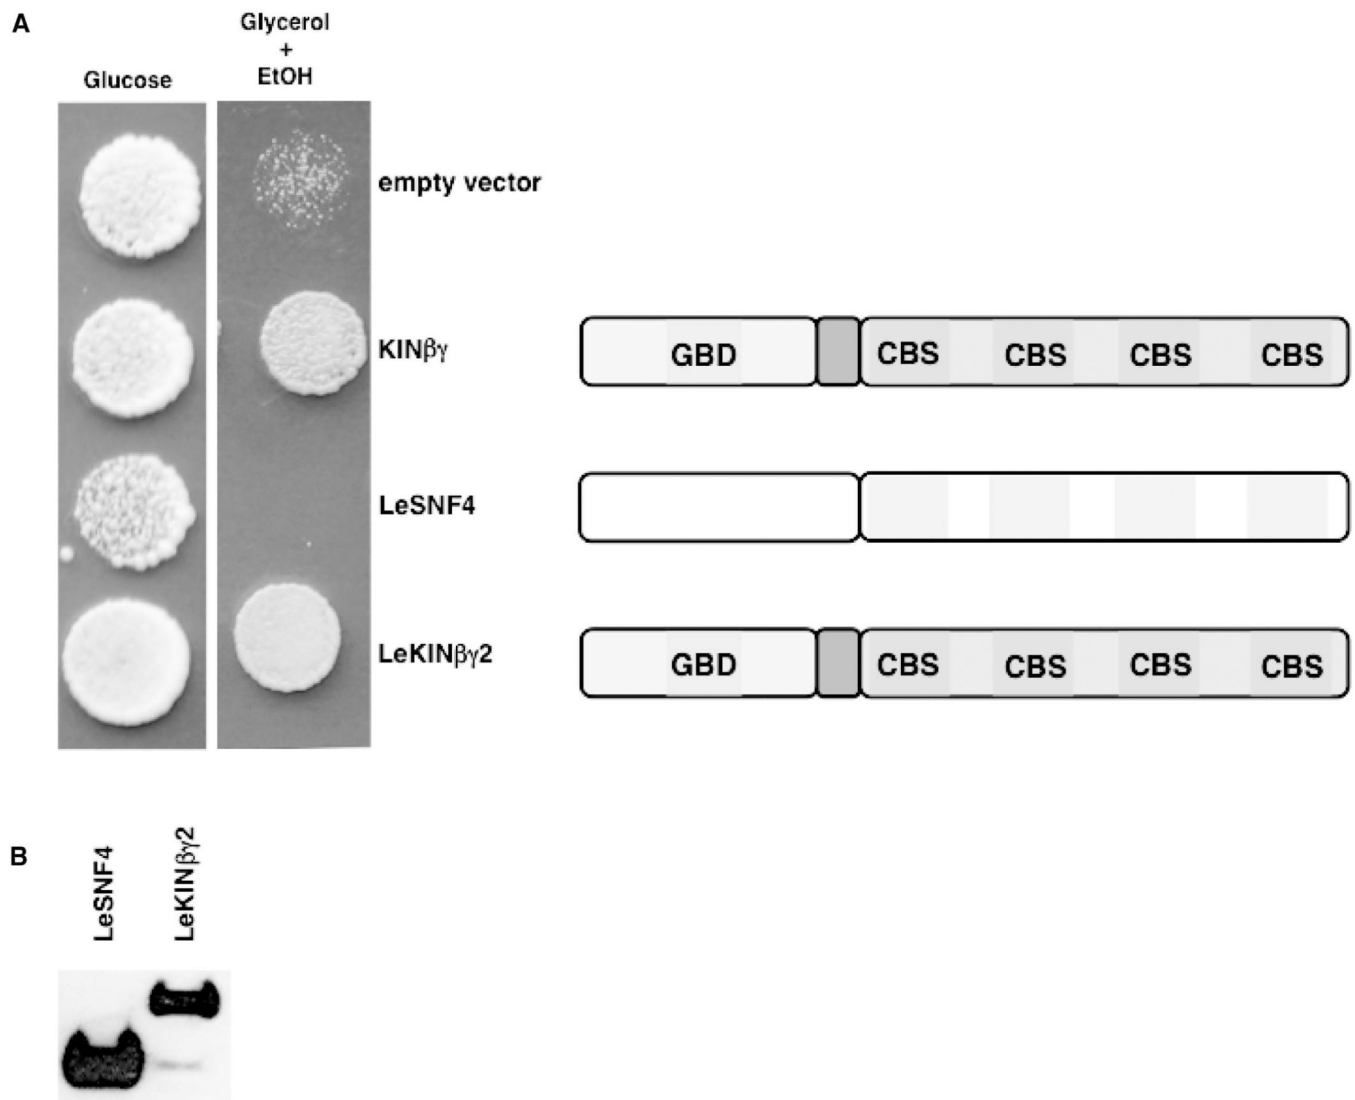 A
Glucose
Glycerol
+
EtOH
empty vector
KINβγ
GBD CBS CBS CBS CBS
LeSNF4
LeKINβγ2
GBD CBS CBS CBS CBS
B
LeSNF4
LeKINβγ2